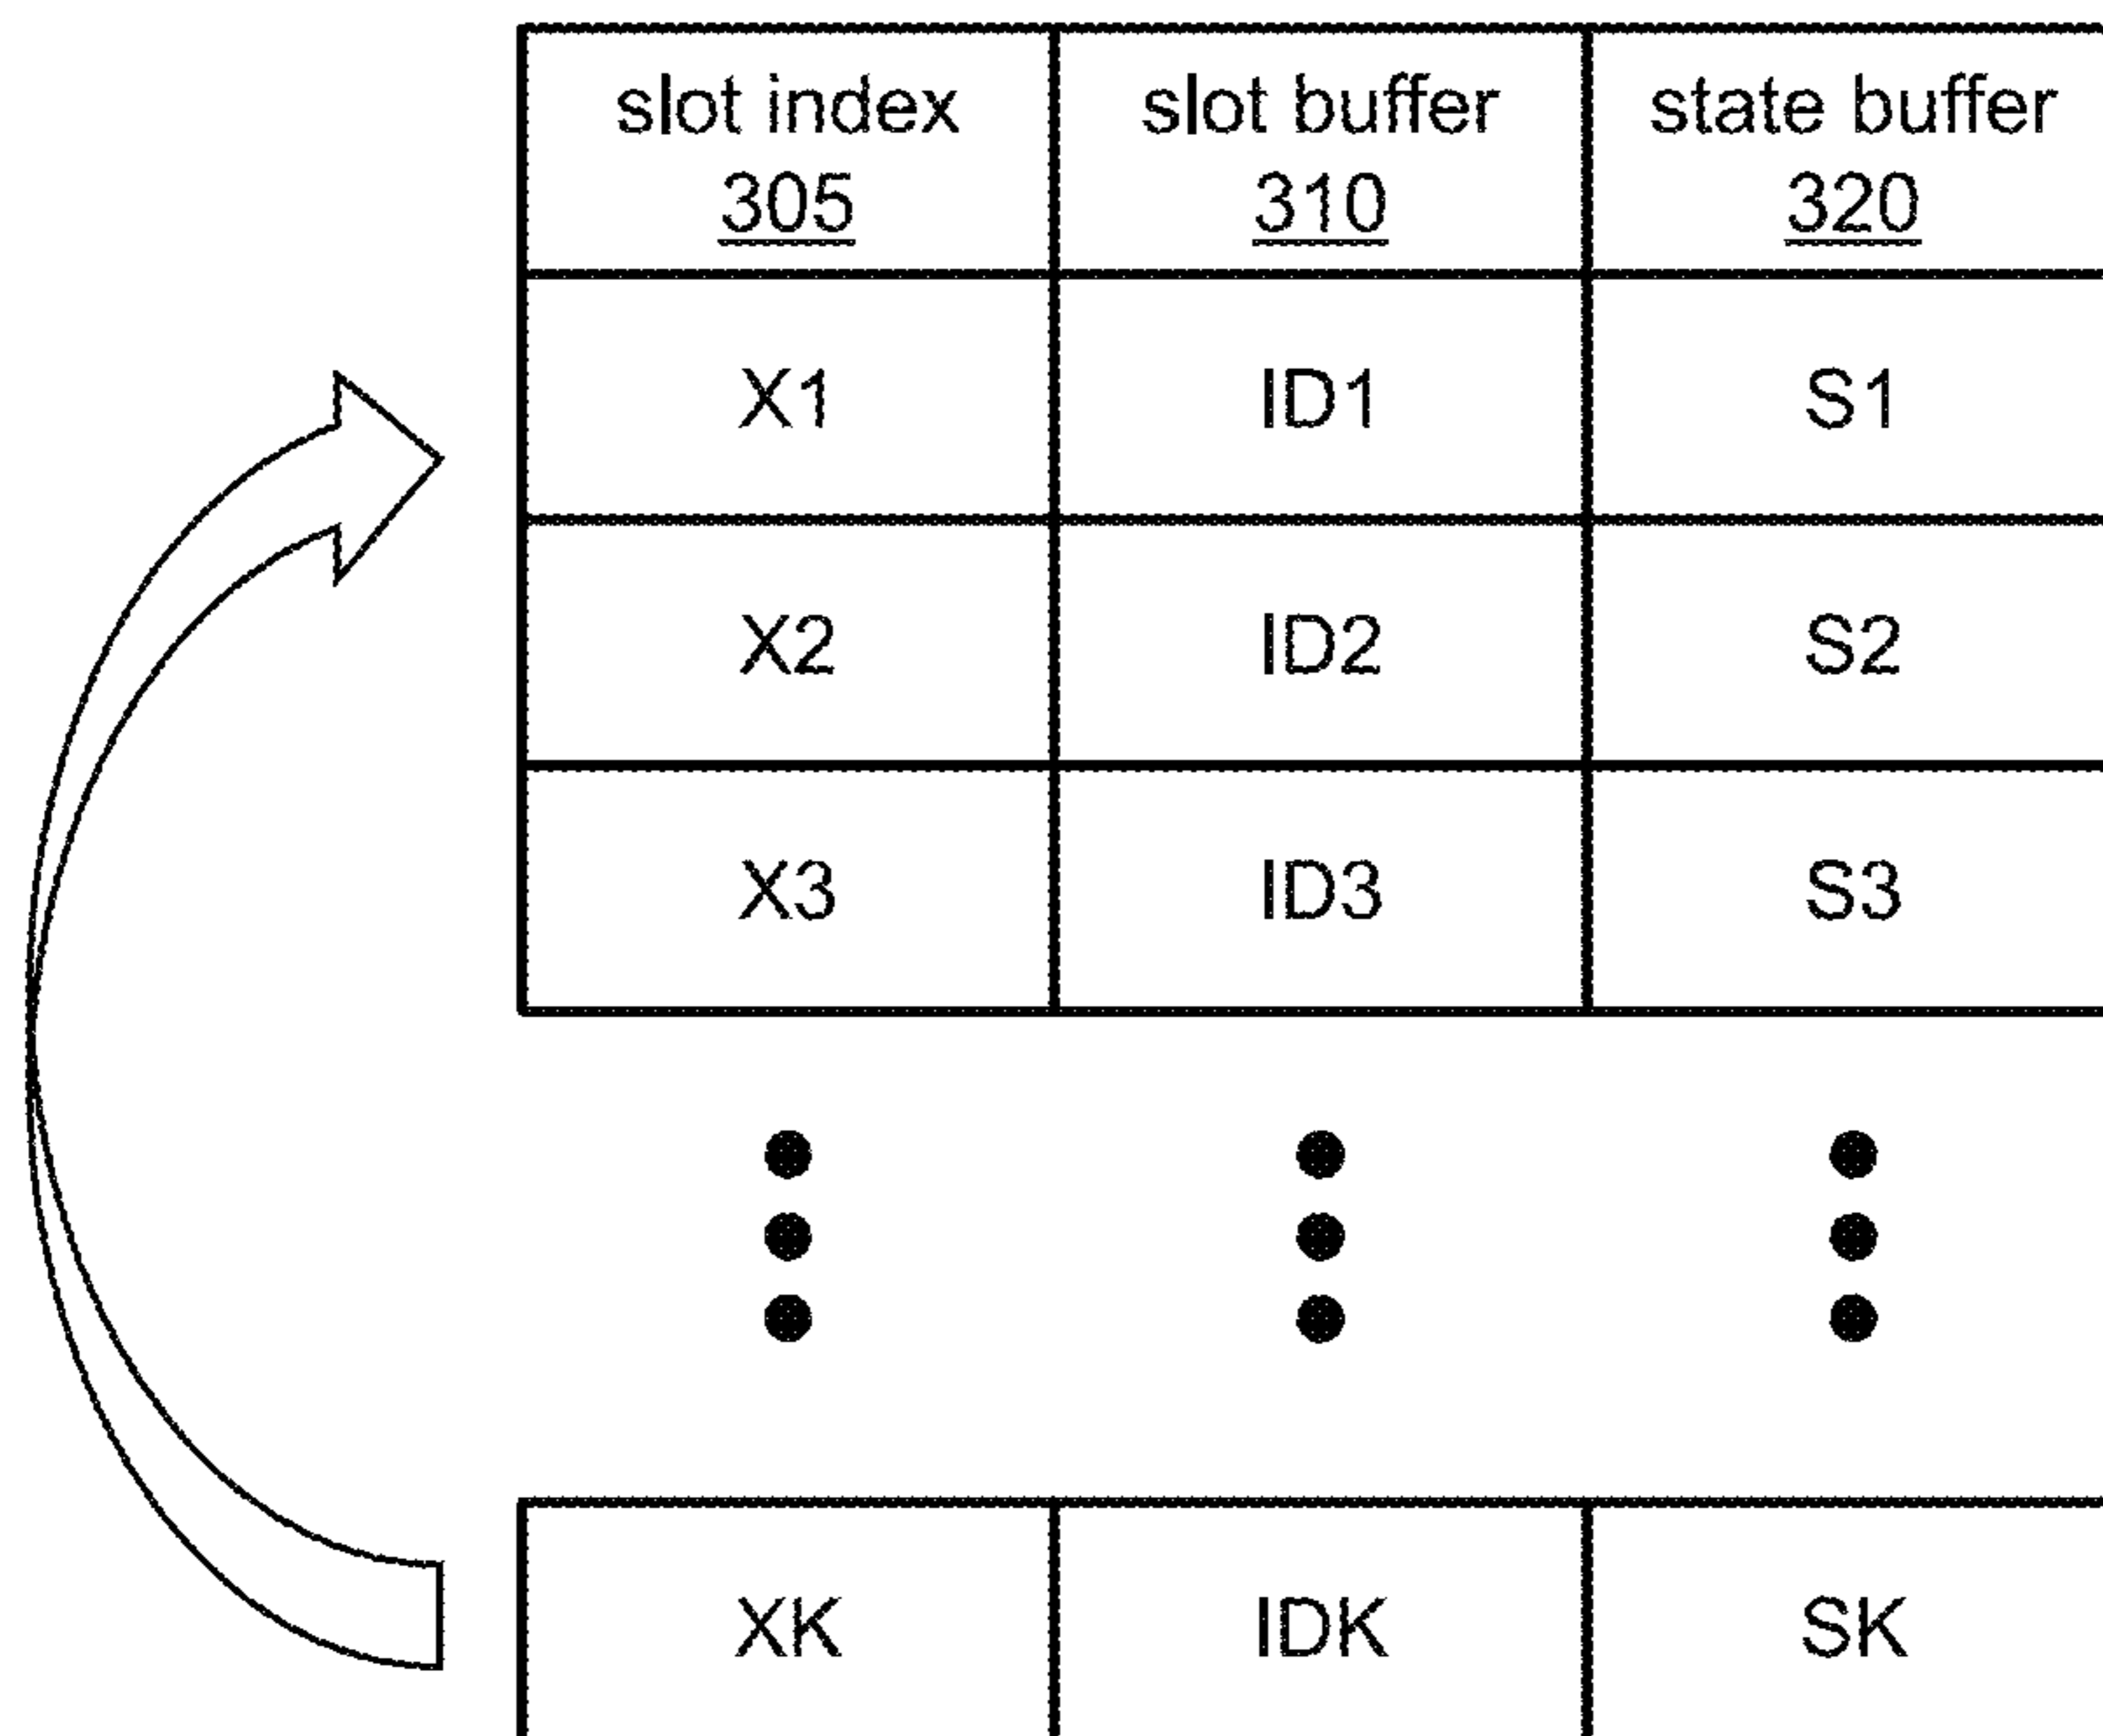 slot index slot buffer state buffer
305 310 320
X1 ID1 S1
X2 ID2 S2
X3 ID3 S3
XK IDK SK